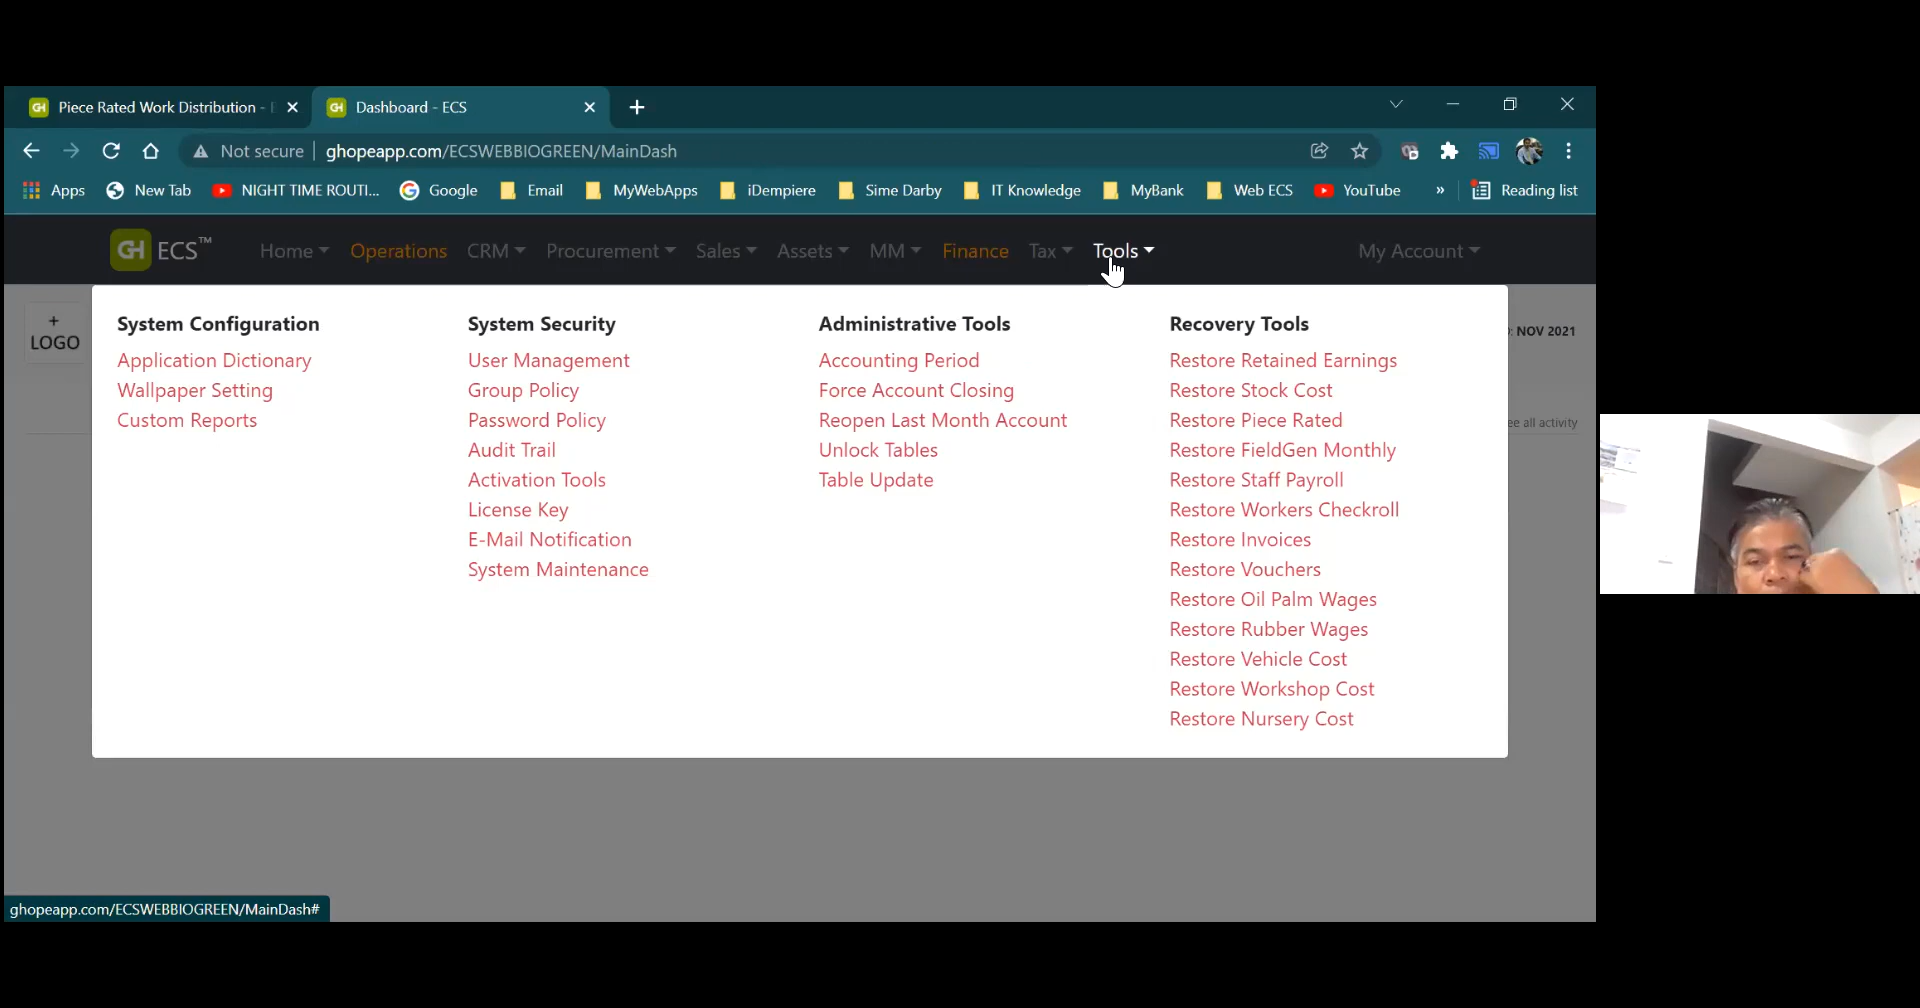 Piece Rated Work Distribution -
Dashboard - ECS
Not secure
ghopeapp.com/ECSWEBBIOGREEN/MainDash
Apps
New Tab
NIGHT TIME ROUTI...
Google
Email
MyWebApps
iDempiere
Sime Darby
IT Knowledge
MyBank
Web ECS
YouTube
»
Reading list
GH ECS™
Home
Operations
CRM
Procurement
Sales
Assets
MM
Finance
Tax
Tools
My Account
+
LOGO
NOV 2021
ee all activity
System Configuration
Application Dictionary
Wallpaper Setting
Custom Reports
System Security
User Management
Group Policy
Password Policy
Audit Trail
Activation Tools
License Key
E-Mail Notification
System Maintenance
Administrative Tools
Accounting Period
Force Account Closing
Reopen Last Month Account
Unlock Tables
Table Update
Recovery Tools
Restore Retained Earnings
Restore Stock Cost
Restore Piece Rated
Restore FieldGen Monthly
Restore Staff Payroll
Restore Workers Checkroll
Restore Invoices
Restore Vouchers
Restore Oil Palm Wages
Restore Rubber Wages
Restore Vehicle Cost
Restore Workshop Cost
Restore Nursery Cost
ghopeapp.com/ECSWEBBIOGREEN/MainDash#